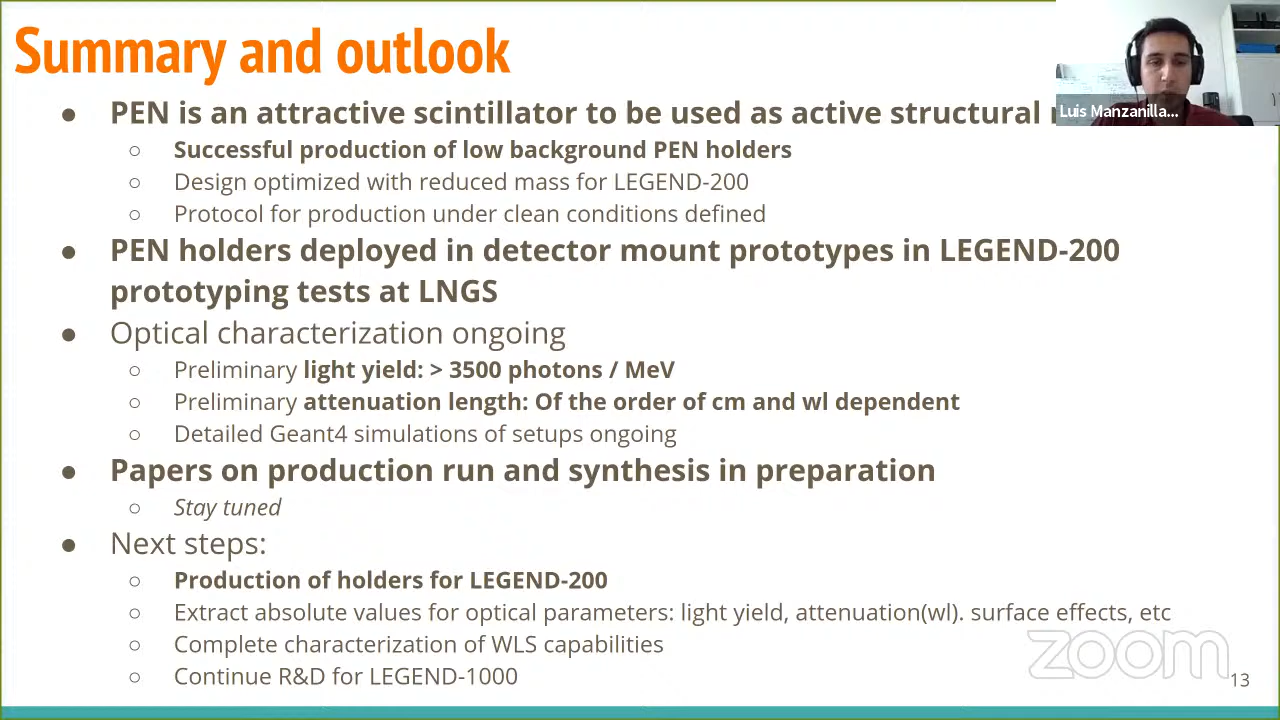 Summary and outlook
● PEN is an attractive scintillator to be used as active structural
○ Successful production of low background PEN holders
○ Design optimized with reduced mass for LEGEND-200
○ Protocol for production under clean conditions defined
● PEN holders deployed in detector mount prototypes in LEGEND-200
prototyping tests at LNGS
● Optical characterization ongoing
○ Preliminary light yield: > 3500 photons / MeV
○ Preliminary attenuation length: Of the order of cm and wl dependent
○ Detailed Geant4 simulations of setups ongoing
● Papers on production run and synthesis in preparation
○ Stay tuned
● Next steps:
○ Production of holders for LEGEND-200
○ Extract absolute values for optical parameters: light yield, attenuation(wl). surface effects, etc
○ Complete characterization of WLS capabilities
○ Continue R&D for LEGEND-1000
Luis Manzanilla...
zoom
13